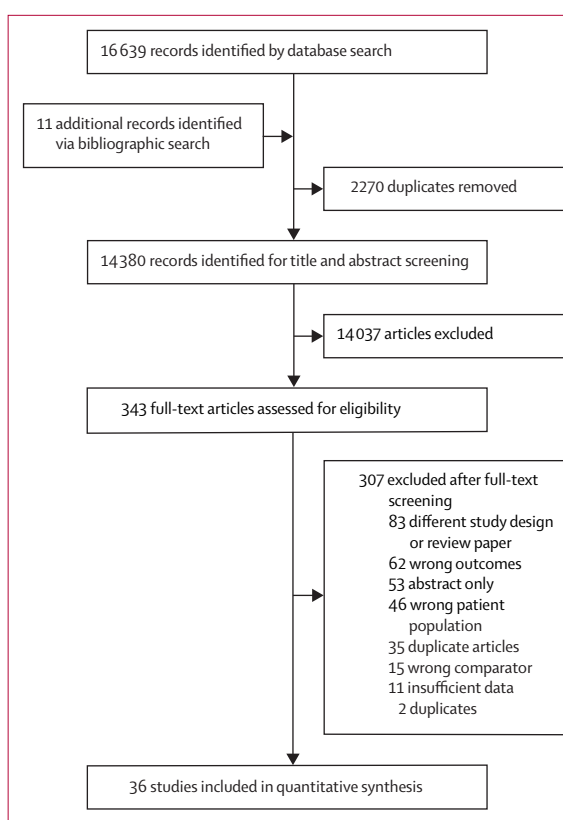 16 639 records identified by database search
11 additional records identified
via bibliographic search
2270 duplicates removed
14 380 records identified for title and abstract screening
14 037 articles excluded
343 full-text articles assessed for eligibility
307 excluded after full-text
screening
83 different study design
or review paper
62 wrong outcomes
53 abstract only
46 wrong patient
population
35 duplicate articles
15 wrong comparator
11 insufficient data
2 duplicates
36 studies included in quantitative synthesis